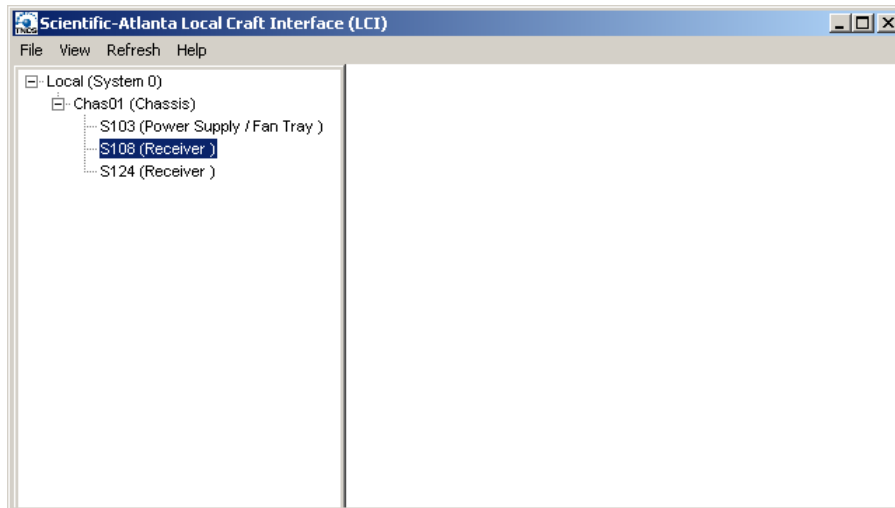 Scientific-Atlanta Local Craft Interface (LCI)
File View Refresh Help
Local (System 0)
Chas01 (Chassis)
S103 (Power Supply / Fan Tray )
S108 (Receiver )
S124 (Receiver )